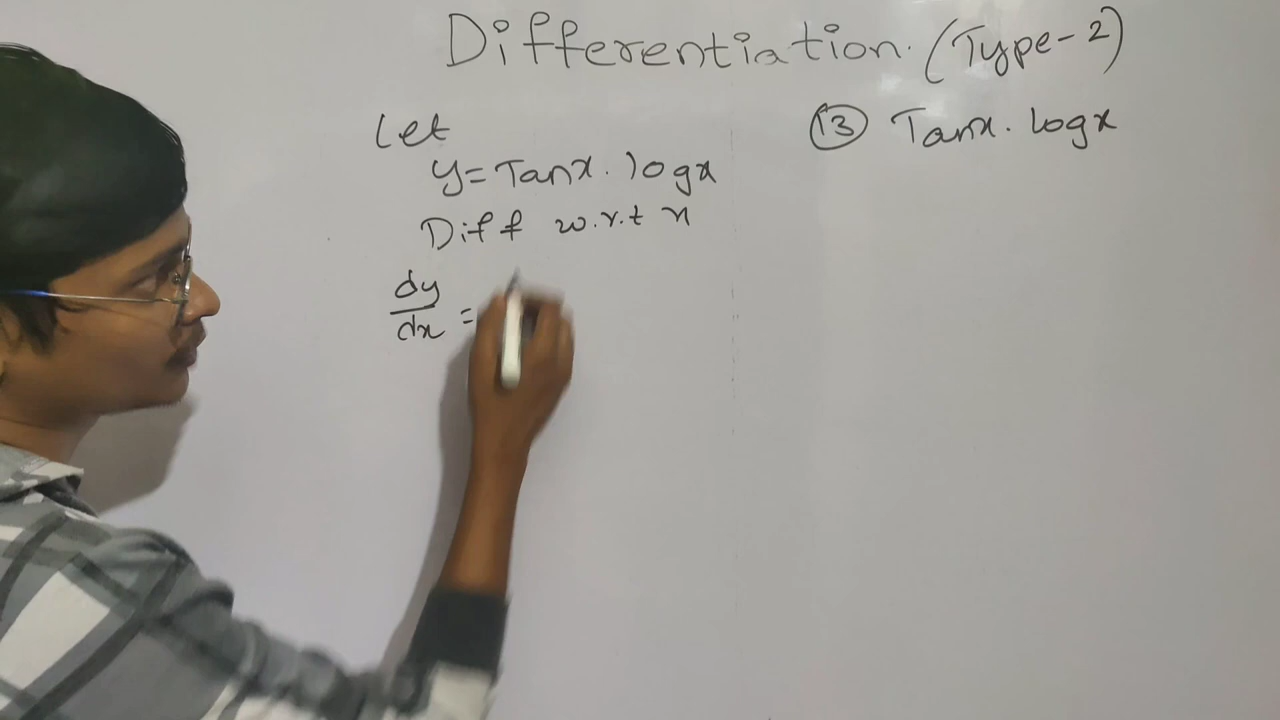 Differentiation. (Type-2)
Let
y=Tanx. logx
Diff w.r.t x
dy
dx =
(13) Tanx. logx